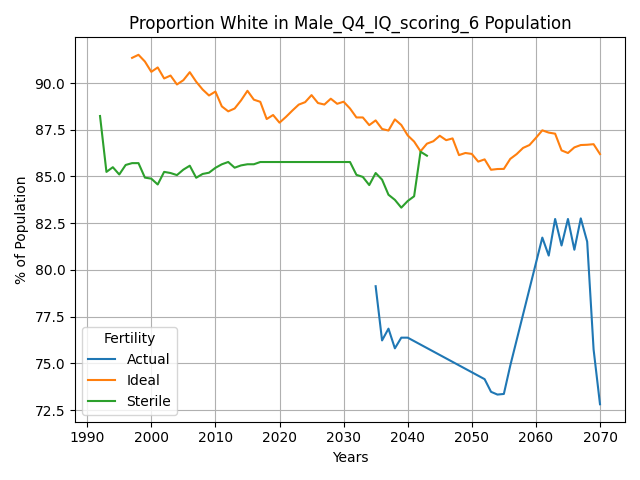 Proportion White in Male_Q4_IQ_scoring_6 Population
% of Population
90.0
87.5
85.0
82.5
80.0
77.5
75.0
72.5
Fertility
Actual
Ideal
Sterile
1990 2000 2010 2020 2030 2040 2050 2060 2070
Years